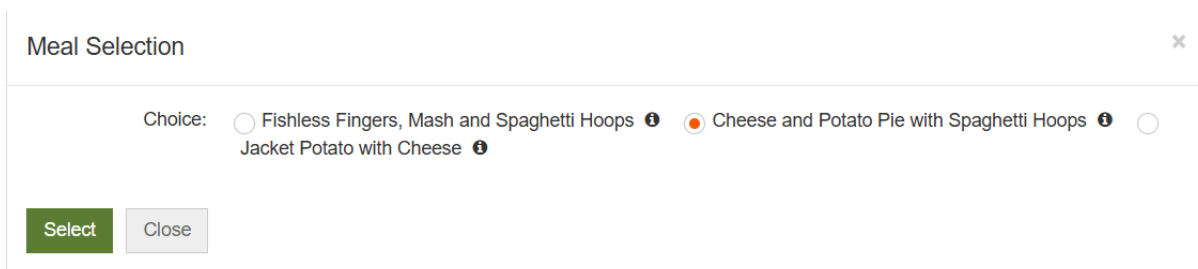 Meal Selection
Choice: Fishless Fingers, Mash and Spaghetti Hoops Cheese and Potato Pie with Spaghetti Hoops
Jacket Potato with Cheese
Select Close